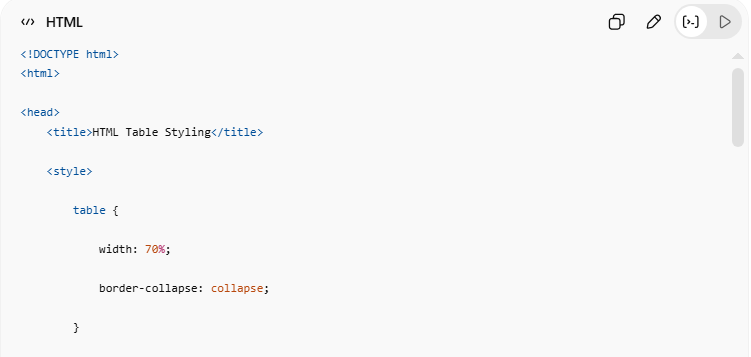 HTML
<!DOCTYPE html>
<html>
<head>
<title>HTML Table Styling</title>
<style>
table {
width: 70%;
border-collapse: collapse;
}